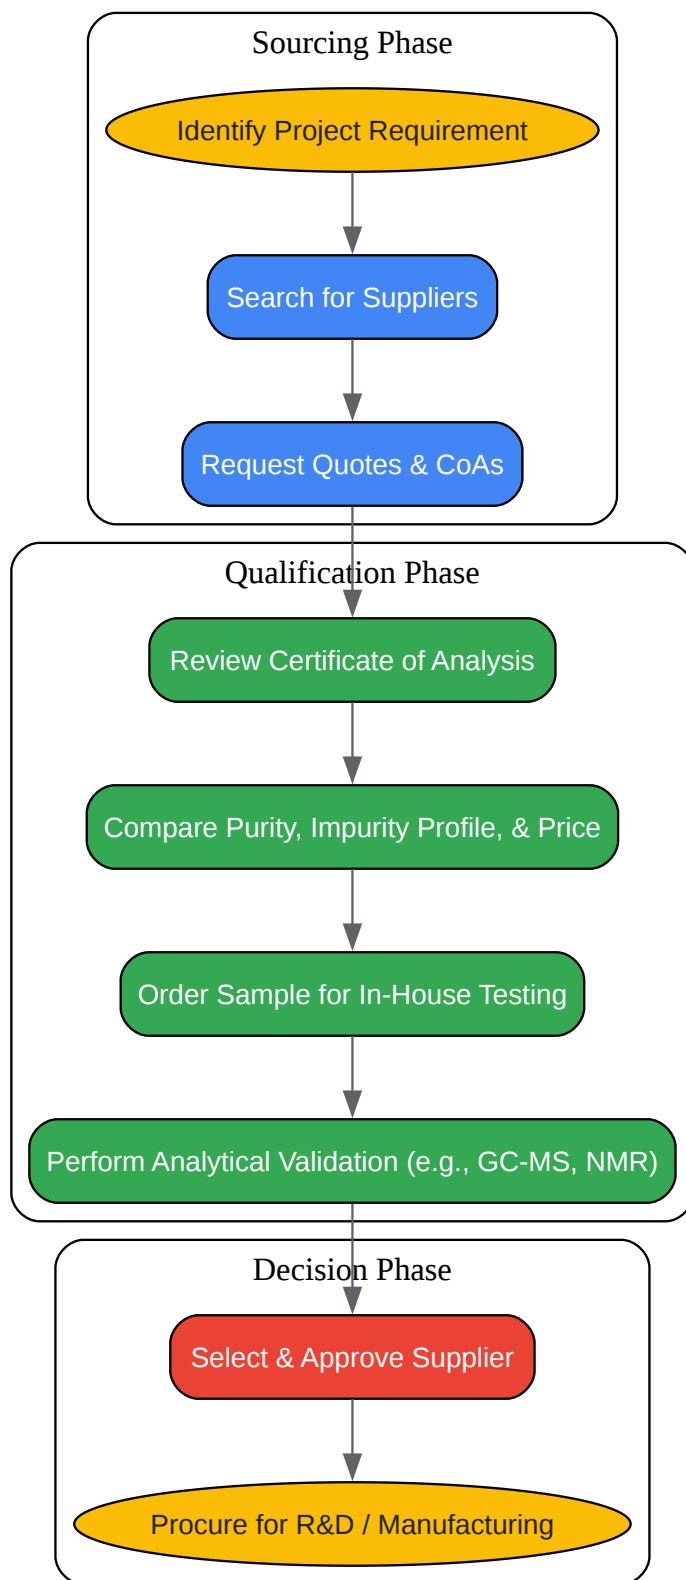 Sourcing Phase
Identify Project Requirement
Search for Suppliers
Request Quotes & CoAs
Qualification Phase
Review Certificate of Analysis
Compare Purity, Impurity Profile, & Price
Order Sample for In-House Testing
Perform Analytical Validation (e.g., GC-MS, NMR)
Decision Phase
Select & Approve Supplier
Procure for R&D / Manufacturing